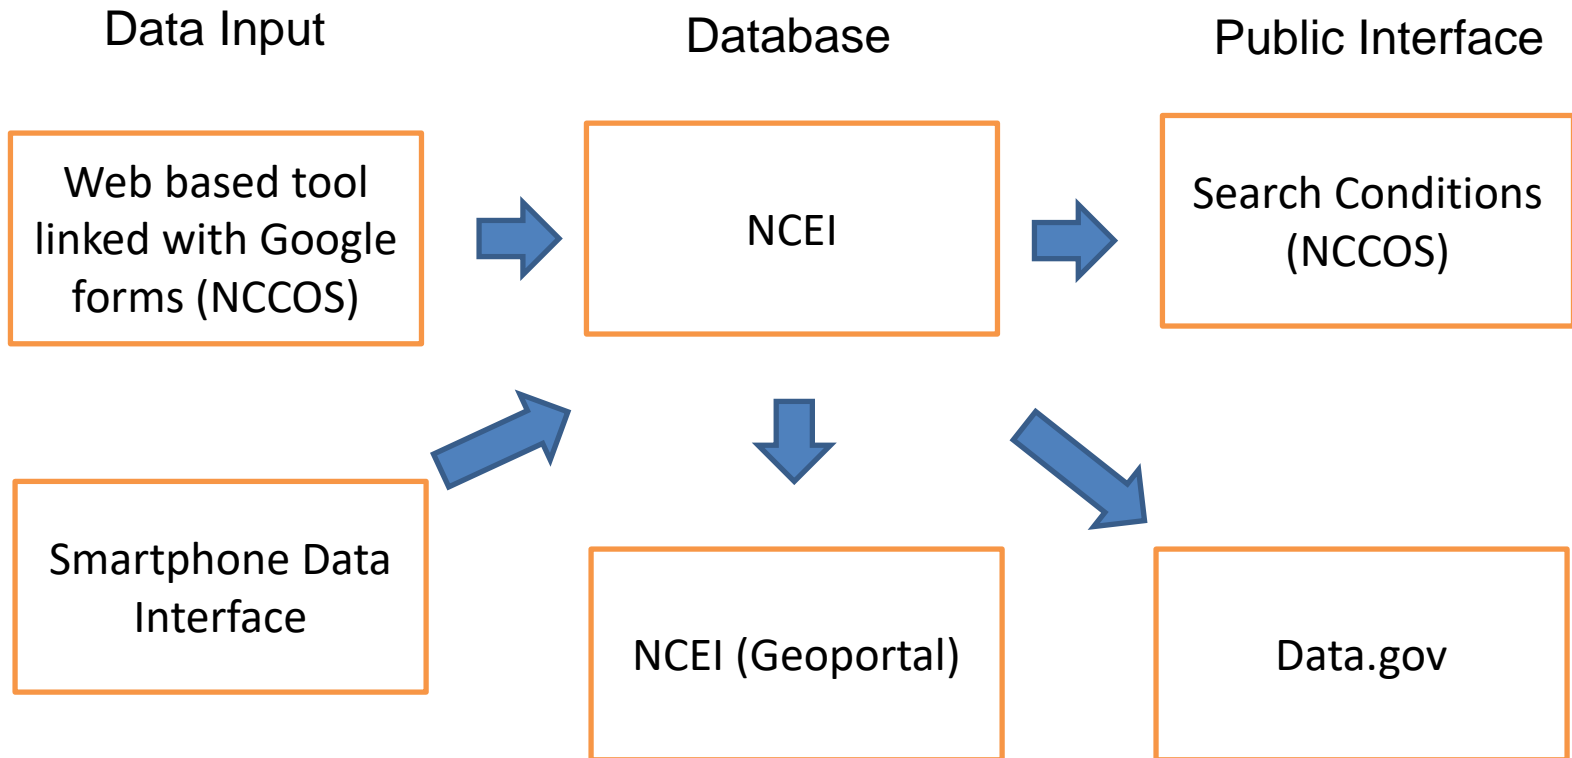 Data Input
Database
Public Interface
Web based tool
linked with Google
forms (NCCOS)
NCEI
Search Conditions
(NCCOS)
Smartphone Data
Interface
NCEI (Geoportal)
Data.gov